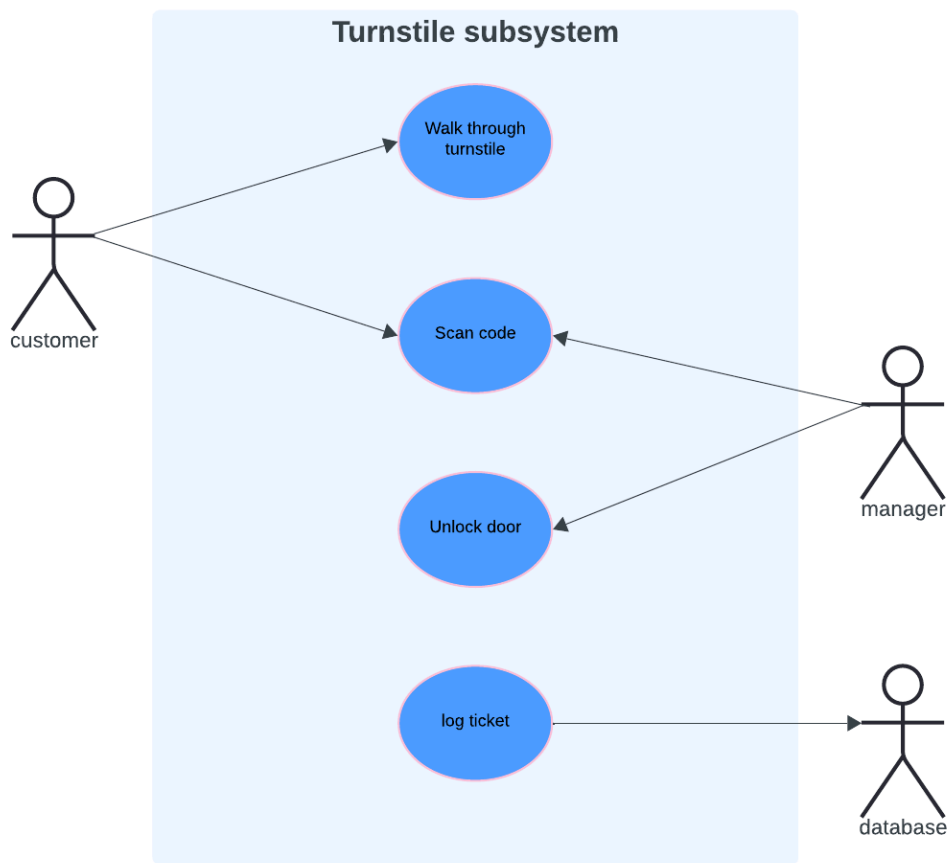 Turnstile subsystem
Walk through
turnstile
customer
Scan code
manager
Unlock door
log ticket
database